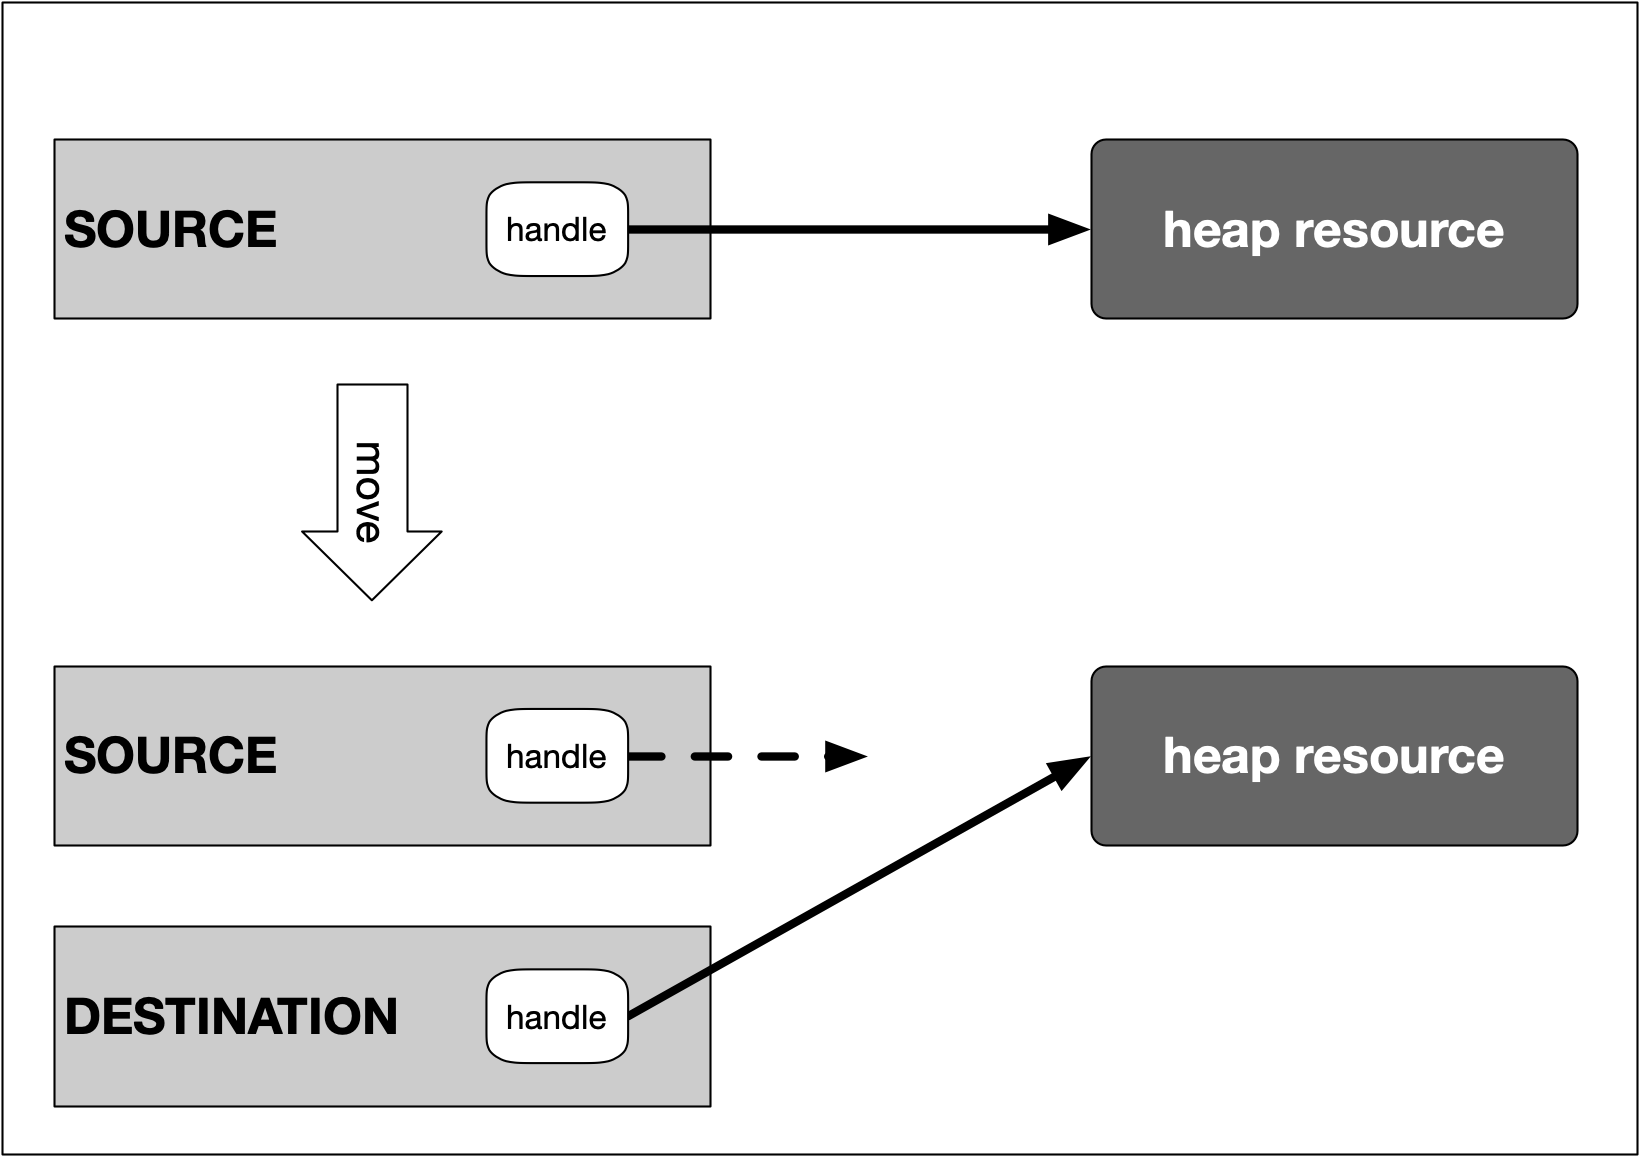 SOURCE
handle
heap resource
move
SOURCE
handle
heap resource
DESTINATION
handle